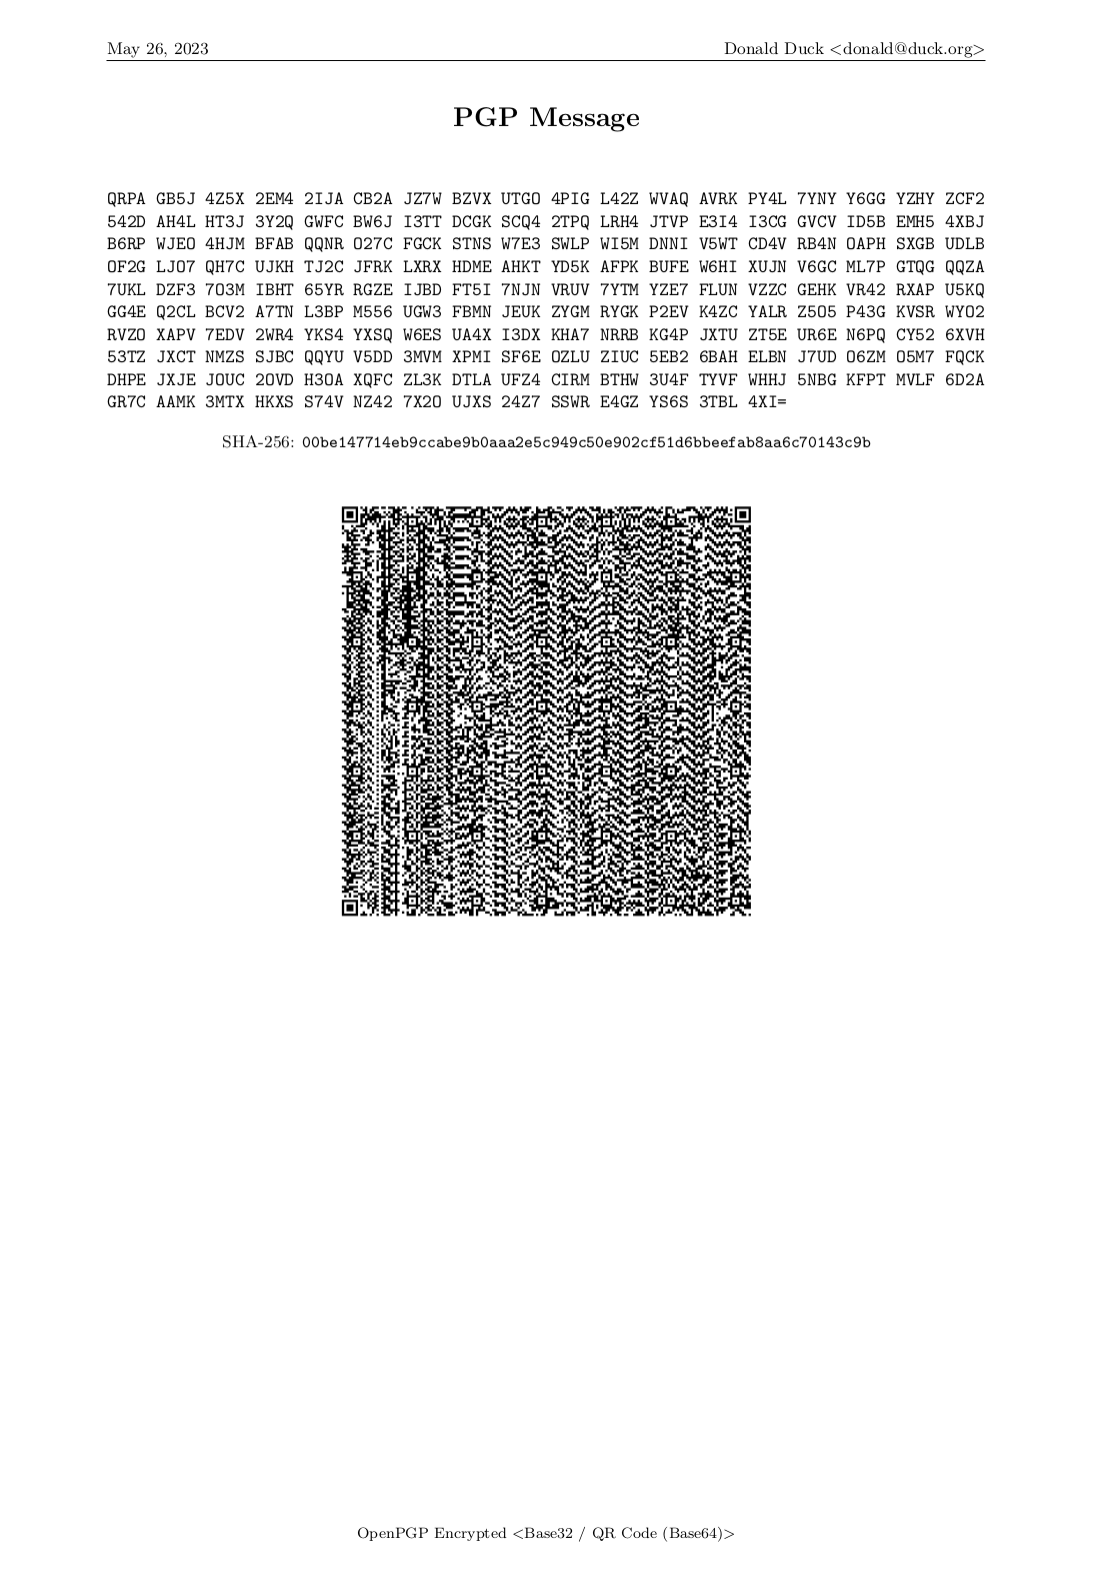 May 26, 2023
Donald Duck <donald@duck.org>
PGP Message
QRPA GB5J 4Z5X 2EM4 2IJA CB2A JZ7W BZVX UTGO 4PIG L42Z WVAQ AVRK PY4L 7YNY Y6GG YZHY ZCF2
542D AH4L HT3J 3Y2Q GWFC BW6J I3TT DCGK SCQ4 2TPQ LRH4 JTVP E3I4 I3CG GVCV ID5B EMH5 4XBJ
B6RP WJEO 4HJM BFAB QQNR O27C FGCK STNS W7E3 SWLP WI5M DNNI V5WT CD4V RB4N OAPH SXGB UDLB
OF2G LJO7 QH7C UJKH TJ2C JFRK LXRX HDME AHKT YD5K AFPK BUFE W6HI XUJN V6GC ML7P GTQG QQZA
7UKL DZF3 7O3M IBHT 65YR RGZE IJBD FT5I 7NJN VRUV 7YTM YZE7 FLUN VZZC GEHK VR42 RXAP U5KQ
GG4E Q2CL BCV2 A7TN L3BP M556 UGW3 FBMN JEUK ZYGM RYGK P2EV K4ZC YALR Z5O5 P43G KVSR WYO2
RVZO XAPV 7EDV 2WR4 YKS4 YXSQ W6ES UA4X I3DX KHA7 NRRB KG4P JXTU ZT5E UR6E N6PQ CY52 6XVH
53TZ JXCT NMZS SJBC QQYU V5DD 3MVM XPMI SF6E OZLU ZIUC 5EB2 6BAH ELBN J7UD O6ZM O5M7 FQCK
DHPE JXJE JOUC 2OVD H3OA XQFC ZL3K DTLA UFZ4 CIRM BTHW 3U4F TYVF WHHJ 5NBG KFPT MVLF 6D2A
GR7C AAMK 3MTX HKXS S74V NZ42 7X2O UJXS 24Z7 SSWR E4GZ YS6S 3TBL 4XI=
SHA-256: 00be147714eb9ccabe9b0aaa2e5c949c50e902cf51d6bbeefab8aa6c70143c9b
OpenPGP Encrypted <Base32 / QR Code (Base64)>